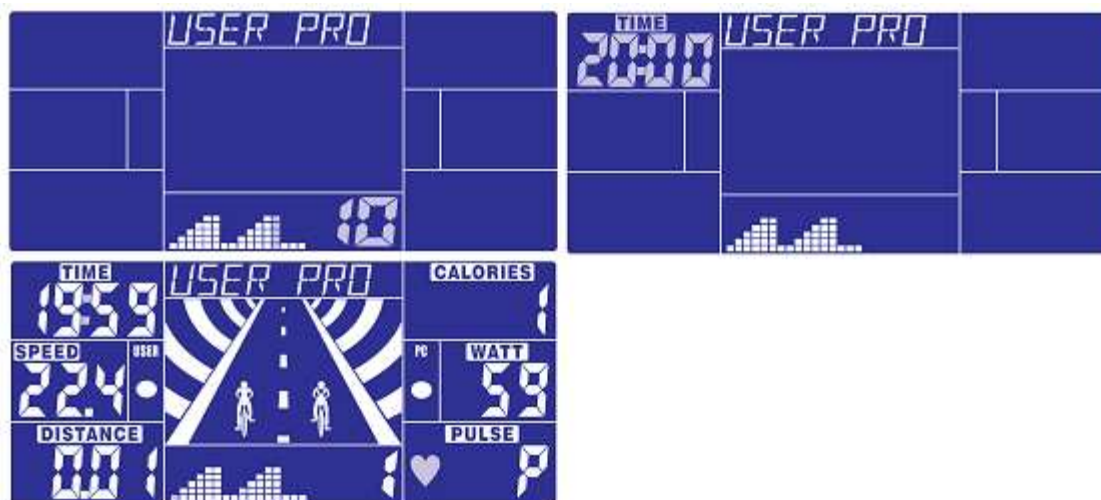 USER PRO
10
TIME USER PRO
20:00
TIME USER PRO CALORIES
19:59 1
SPEED USER PC WATT
22.4 59
DISTANCE PULSE
0.01 1 P